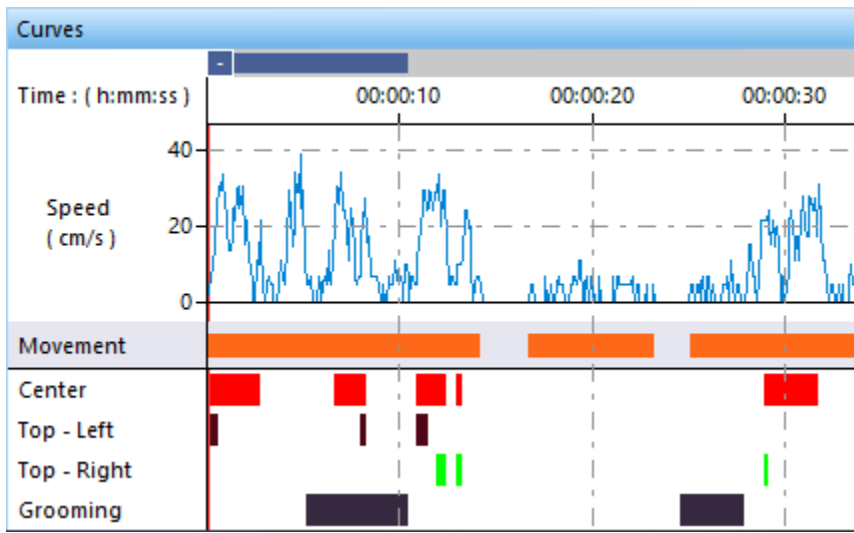 Curves
-
Time : ( h:mm:ss ) 00:00:10 00:00:20 00:00:30
40
Speed
( cm/s )
20
0
Movement
Center
Top - Left
Top - Right
Grooming